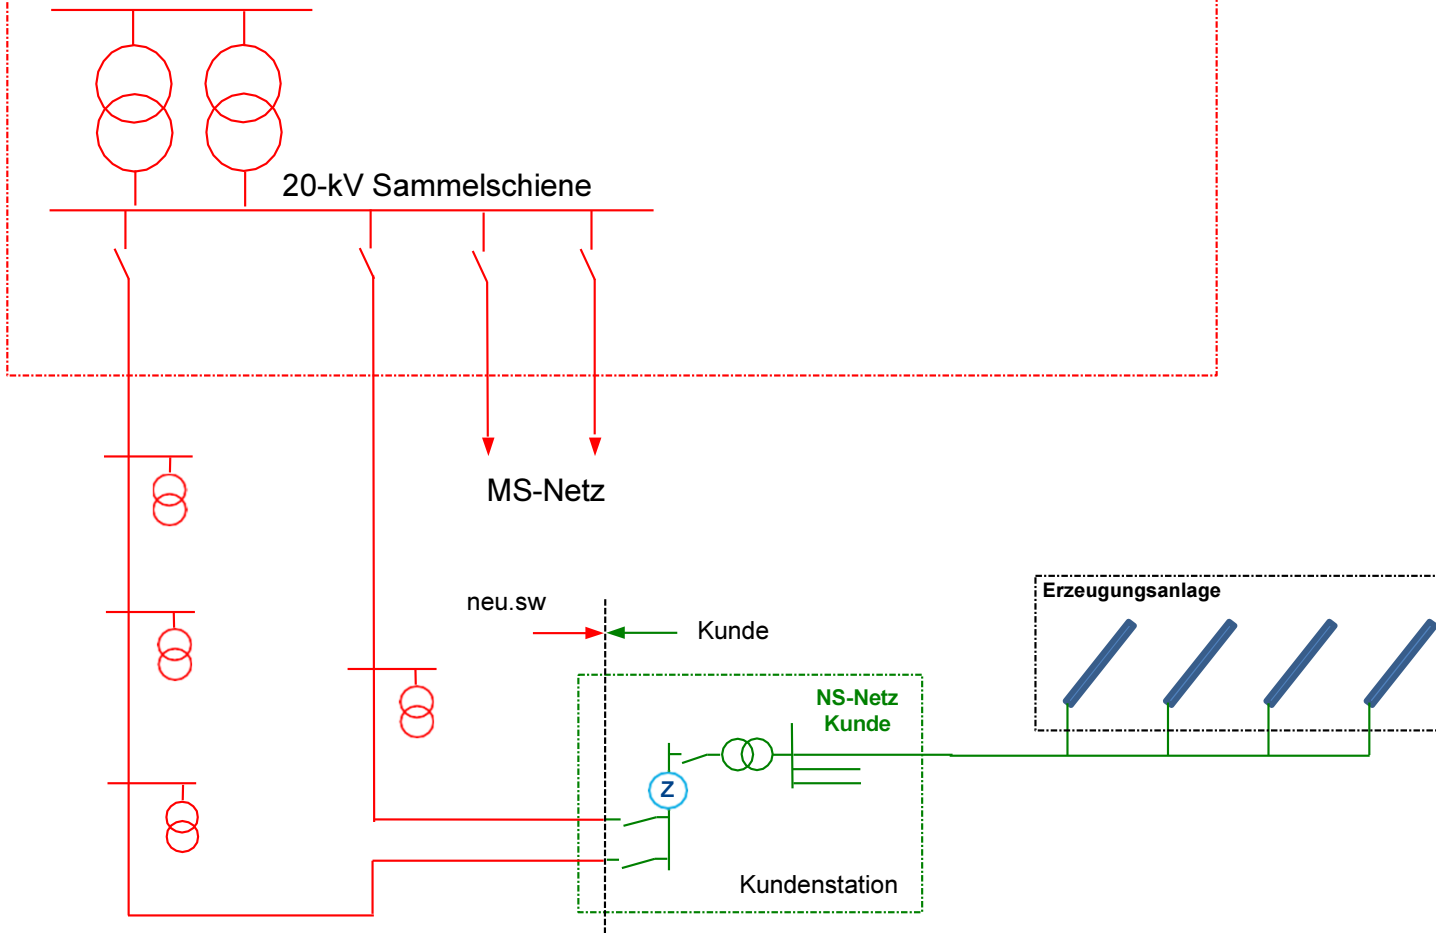 20-kV Sammelschiene
MS-Netz
neu.sw
Kunde
Erzeugungsanlage
NS-Netz
Kunde
Z
Kundenstation